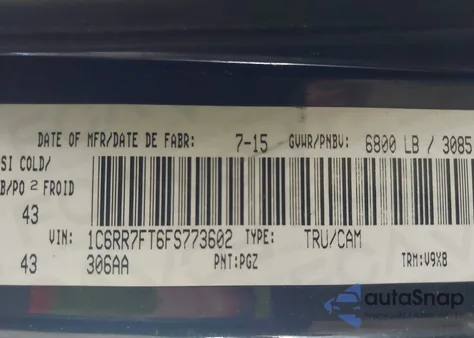 DATE OF MFR/DATE DE FABR: 7-15 GVWR/PNBV: 6800 LB / 3085
SI COLD/
B/PO 2 FROID
43
VIN: 1C6RR7FT6FS773602 TYPE: TRU/CAM
43 306AA PNT:PGZ TRM:V9X8
autoSnap